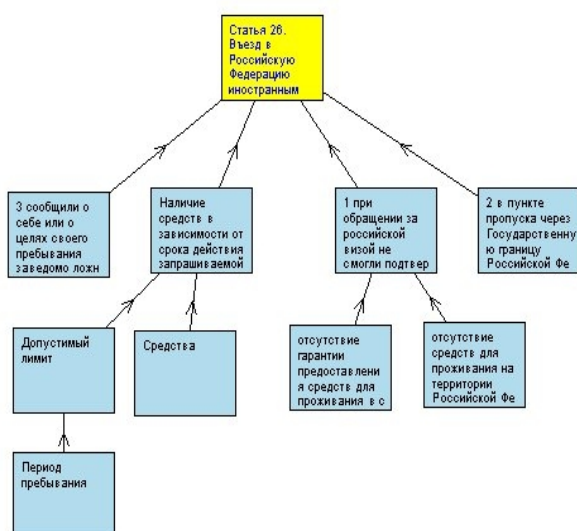 Статья 26.
Въезд в
Российскую
Федерацию
иностранным
3 сообщили о
себе или о
целях своего
пребывания
заведомо ложн
Наличие
средств в
зависимости от
срока действия
запрашиваемой
1 при
обращении за
российской
визой не
смогли подтвер
2 в пункте
пропуска через
Государственну
ю границу
Российской Фе
Допустимый
лимит
Средства
отсутствие
гарантии
предоставлени
я средств для
проживания в с
отсутствие
средств для
проживания на
территории
Российской Фе
Период
пребывания